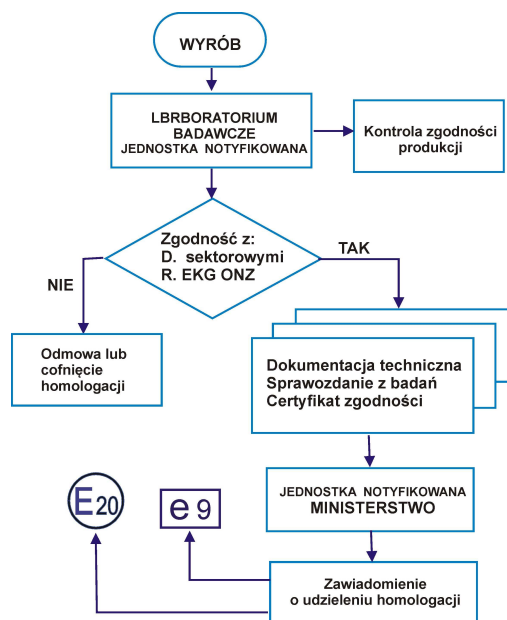 WYRÓB
LBRBORATORIUM
BADAWCZE
JEDNOSTKA NOTYFIKOWANA
Kontrola zgodności
produkcji
Zgodność z:
D. sektorowymi
R. EKG ONZ
NIE
TAK
Odmowa lub
cofnięcie
homologacji
Dokumentacja techniczna
Sprawozdanie z badań
Certyfikat zgodności
JEDNOSTKA NOTYFIKOWANA
MINISTERSTWO
E20
e 9
Zawiadomienie
o udzieleniu homologacji